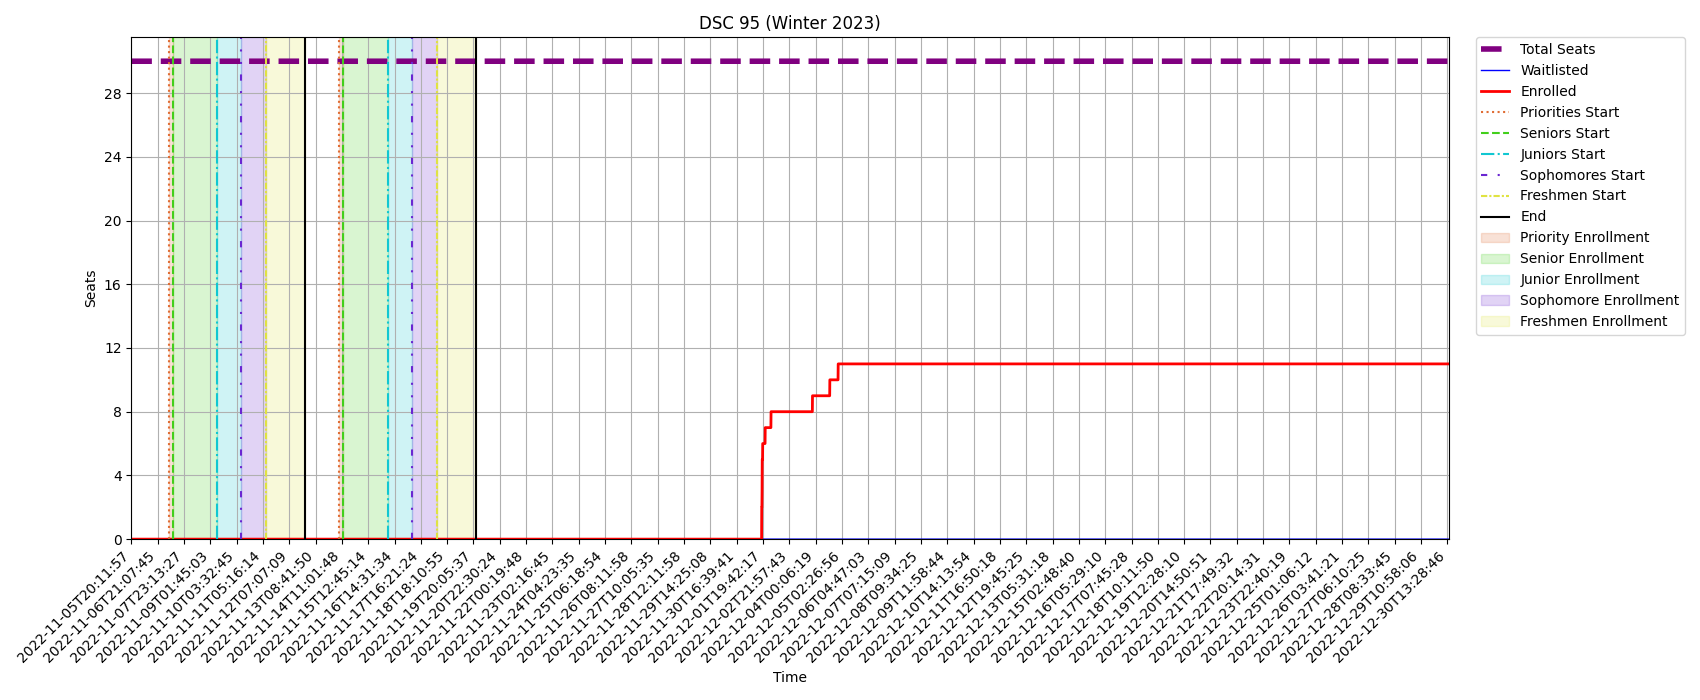 DSC 95 (Winter 2023)
Seats
28
24
20
16
12
8
4
0
2022-11-05T20:11:57
2022-11-06T21:07:45
2022-11-07T23:13:27
2022-11-09T01:45:03
2022-11-10T03:32:45
2022-11-11T05:16:14
2022-11-12T07:07:09
2022-11-13T08:41:50
2022-11-14T11:01:48
2022-11-15T12:45:14
2022-11-16T14:31:34
2022-11-17T16:21:24
2022-11-18T18:10:55
2022-11-19T20:05:37
2022-11-20T22:30:24
2022-11-22T00:19:48
2022-11-23T02:16:45
2022-11-24T04:23:35
2022-11-25T06:18:54
2022-11-26T08:11:58
2022-11-27T10:05:35
2022-11-28T12:11:58
2022-11-29T14:25:08
2022-11-30T16:39:41
2022-12-01T19:42:17
2022-12-02T21:57:43
2022-12-04T00:06:19
2022-12-05T02:26:56
2022-12-06T04:47:03
2022-12-07T07:15:09
2022-12-08T09:34:25
2022-12-09T11:58:44
2022-12-10T14:13:54
2022-12-11T16:50:18
2022-12-12T19:45:25
2022-12-13T05:31:18
2022-12-15T02:48:40
2022-12-16T05:29:10
2022-12-17T07:45:28
2022-12-18T10:11:50
2022-12-19T12:28:10
2022-12-20T14:50:51
2022-12-21T17:49:32
2022-12-22T20:14:31
2022-12-23T22:40:19
2022-12-25T01:06:12
2022-12-26T03:41:21
2022-12-27T06:10:25
2022-12-28T08:33:45
2022-12-29T10:58:06
2022-12-30T13:28:46
Time
Total Seats
Waitlisted
Enrolled
Priorities Start
Seniors Start
Juniors Start
Sophomores Start
Freshmen Start
End
Priority Enrollment
Senior Enrollment
Junior Enrollment
Sophomore Enrollment
Freshmen Enrollment